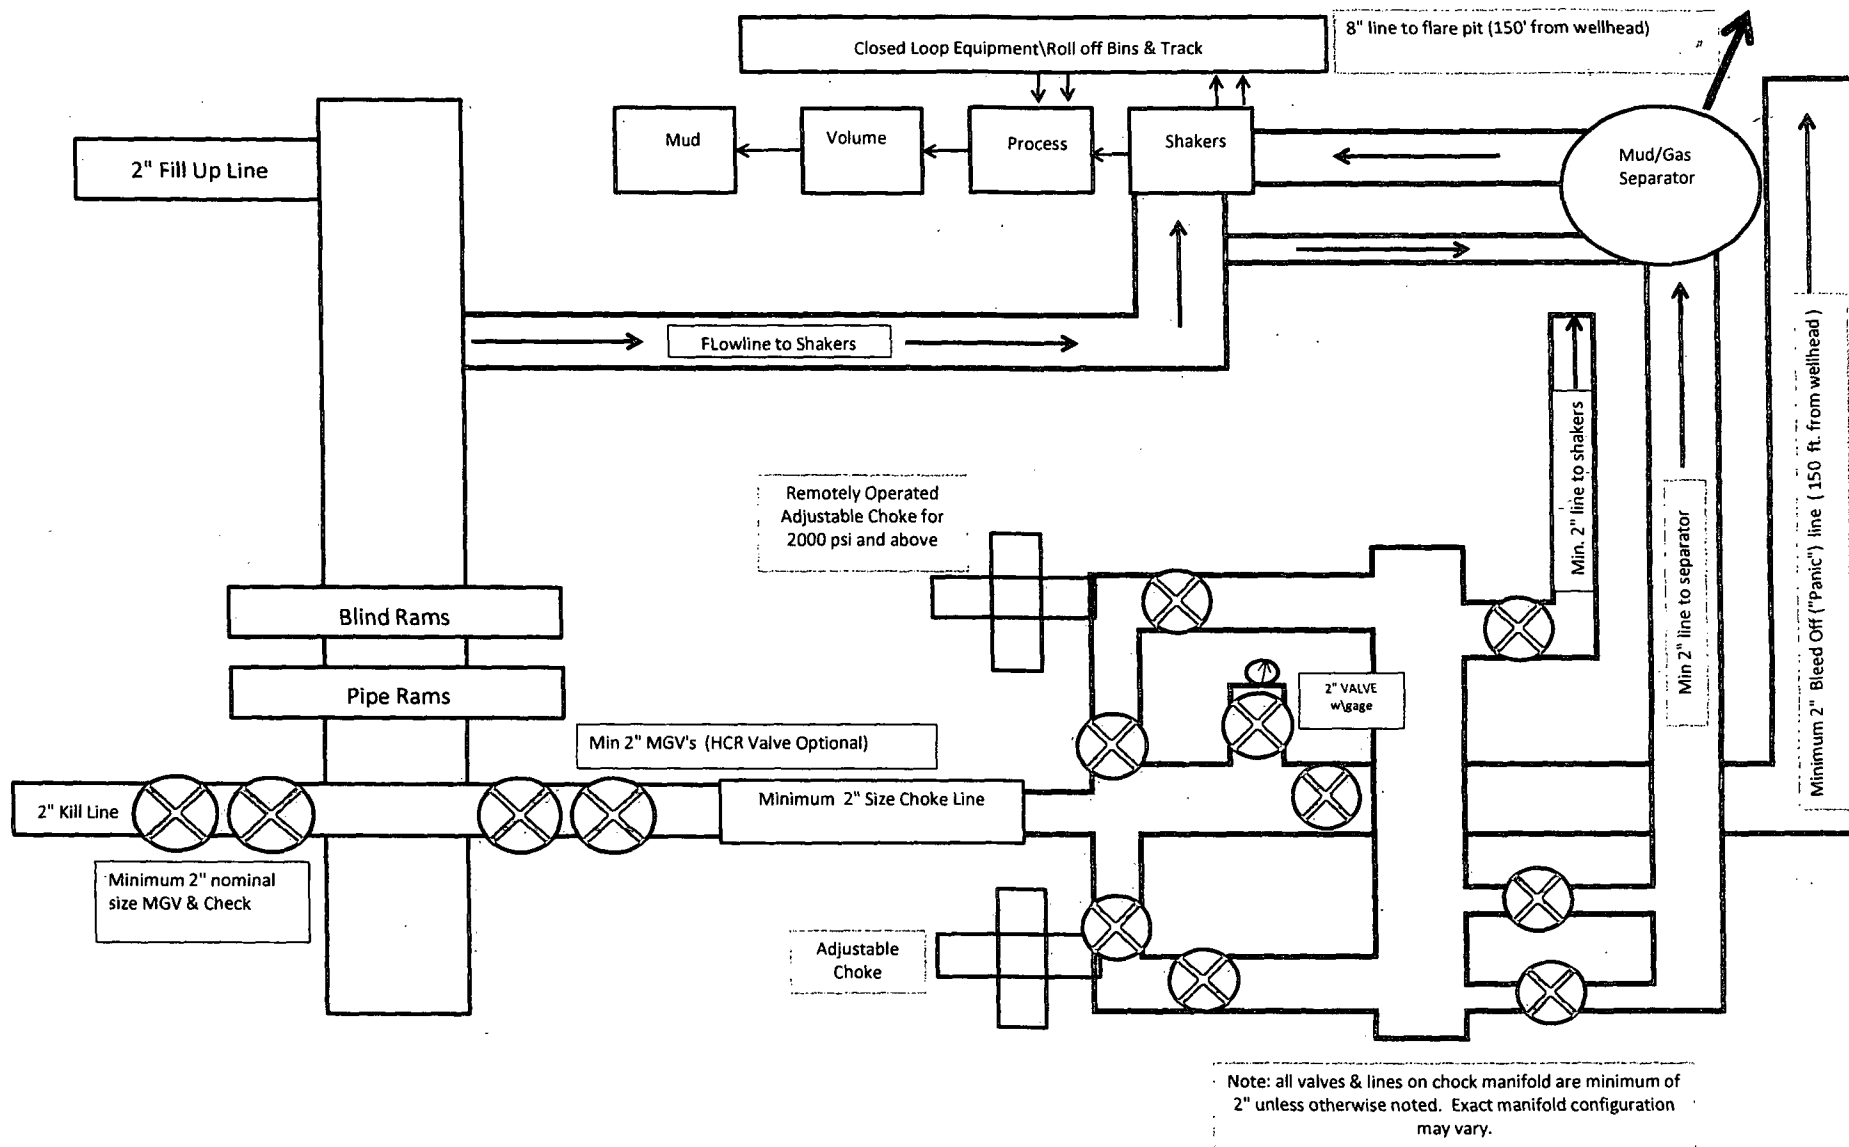 Closed Loop Equipment\Roll off Bins & Track
8" line to flare pit (150' from wellhead)
Mud
Volume
Process
Shakers
Mud/Gas
Separator
2" Fill Up Line
FLowline to Shakers
Min. 2" line to shakers
Min 2" line to separator
Minimum 2" Bleed Off ("Panic") line ( 150 ft. from wellhead )
Remotely Operated
Adjustable Choke for
2000 psi and above
Blind Rams
Pipe Rams
2" VALVE
w\gage
Min 2" MGV's (HCR Valve Optional)
2" Kill Line
Minimum 2" Size Choke Line
Minimum 2" nominal
size MGV & Check
Adjustable
Choke
Note: all valves & lines on chock manifold are minimum of
2" unless otherwise noted. Exact manifold configuration
may vary.